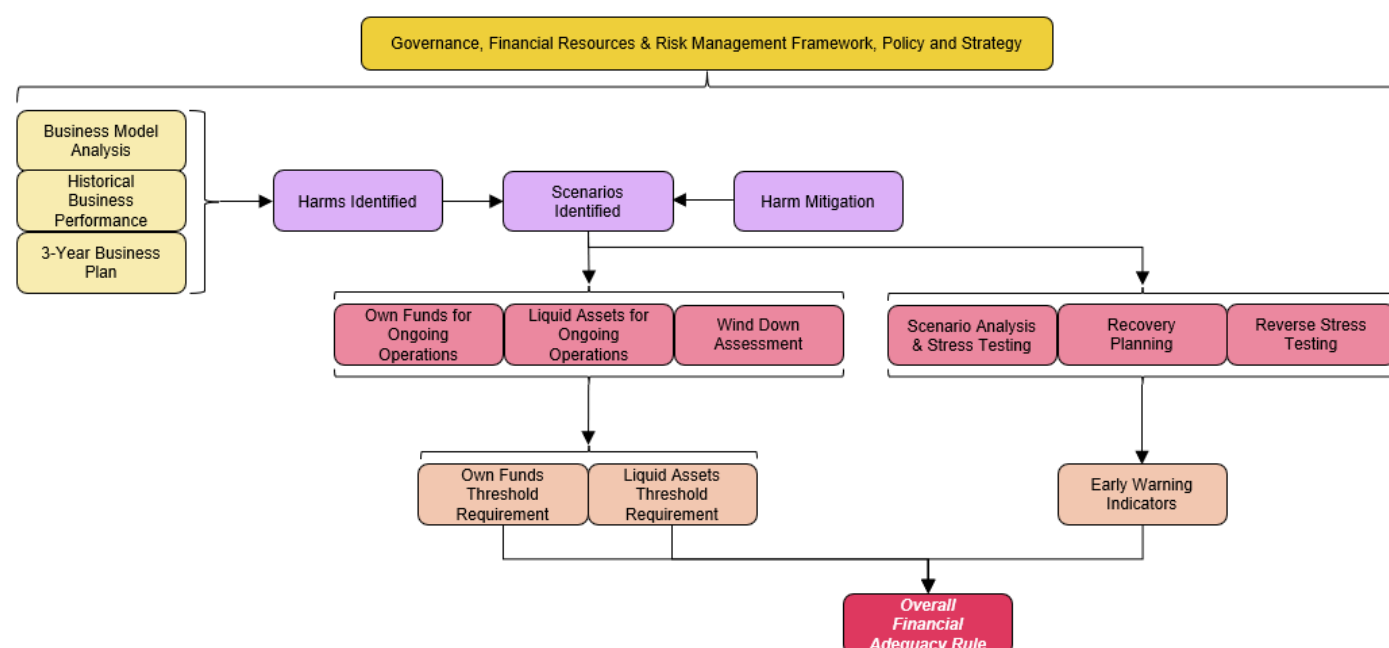 Governance, Financial Resources & Risk Management Framework, Policy and Strategy
Business Model
Analysis
Historical
Business
Performance
3-Year Business
Plan
Harms Identified
Scenarios
Identified
Harm Mitigation
Own Funds for
Ongoing
Operations
Liquid Assets for
Ongoing
Operations
Wind Down
Assessment
Scenario Analysis
& Stress Testing
Recovery
Planning
Reverse Stress
Testing
Own Funds
Threshold
Requirement
Liquid Assets
Threshold
Requirement
Early Warning
Indicators
Overall
Financial
Adequacy Rule